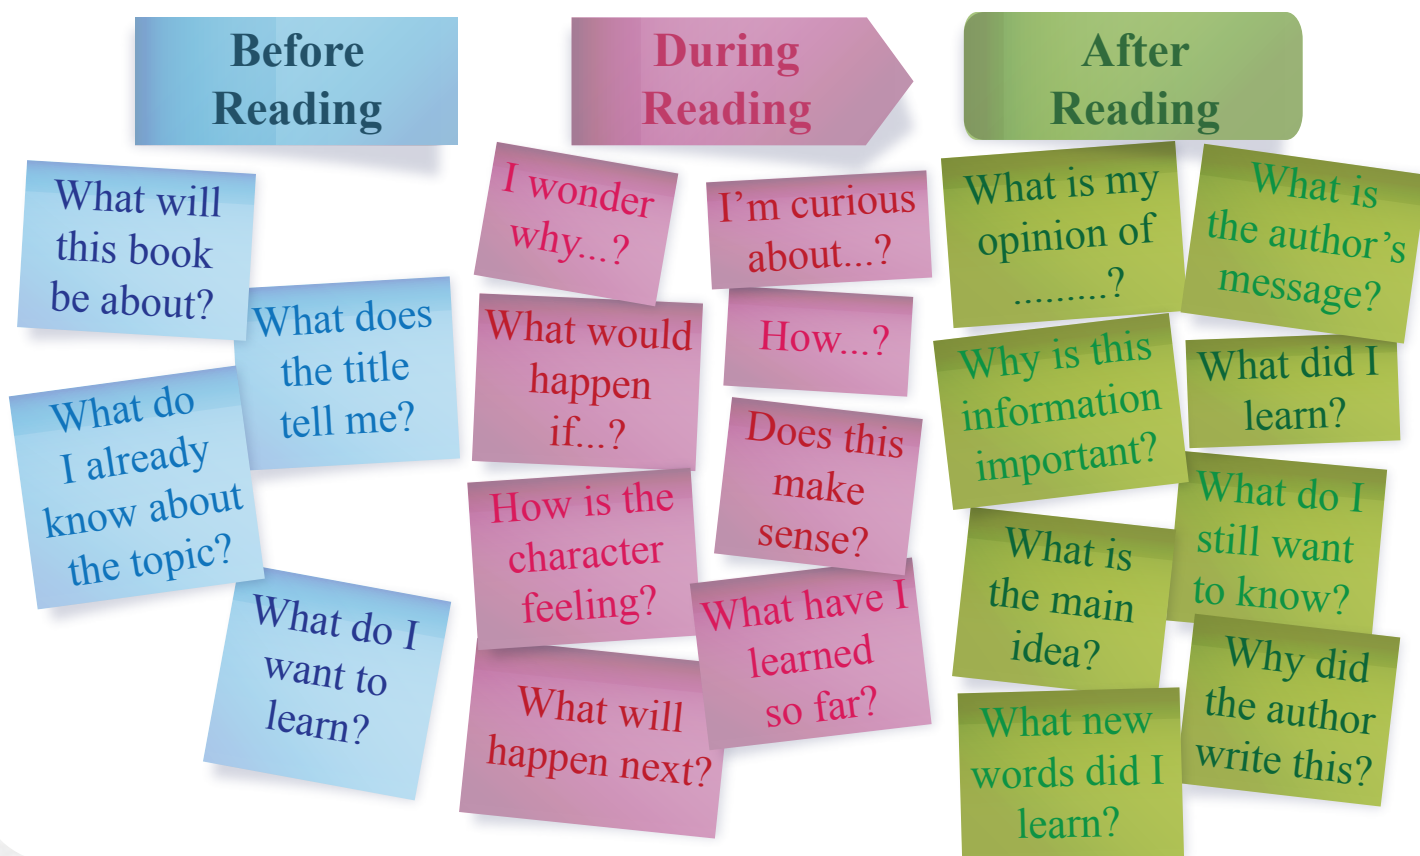 Before
Reading
What will
this book
be about?
What does
the title
tell me?
What do
I already
know about
the topic?
What do I
want to
learn?
During
Reading
I wonder
why...?
I'm curious
about...?
What would
happen
if...?
How...?
Does this
make
sense?
How is the
character
feeling?
What have I
learned
so far?
What will
happen next?
After
Reading
What is my
opinion of
.........?
What is
the author's
message?
Why is this
information
important?
What did I
learn?
What do I
still want
to know?
What is
the main
idea?
Why did
the author
write this?
What new
words did I
learn?